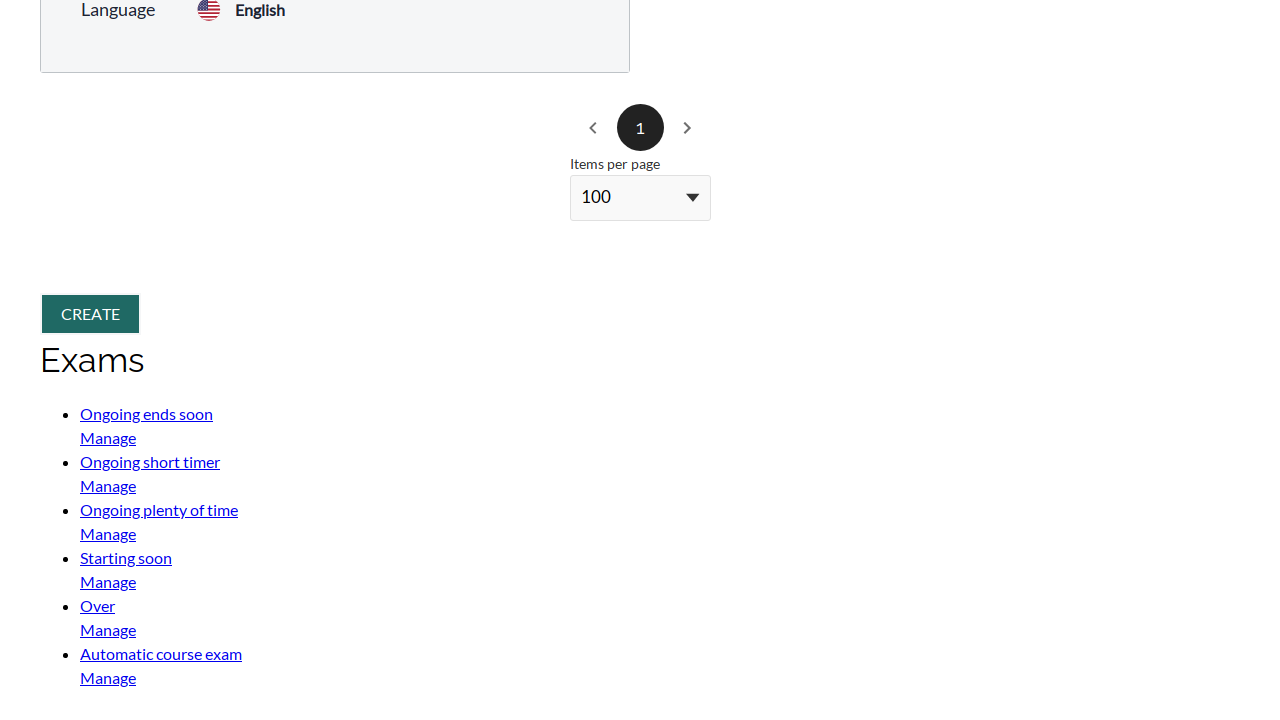 Language English
1
Items per page
100
CREATE
Exams
Ongoing ends soon
Manage
Ongoing short timer
Manage
Ongoing plenty of time
Manage
Starting soon
Manage
Over
Manage
Automatic course exam
Manage